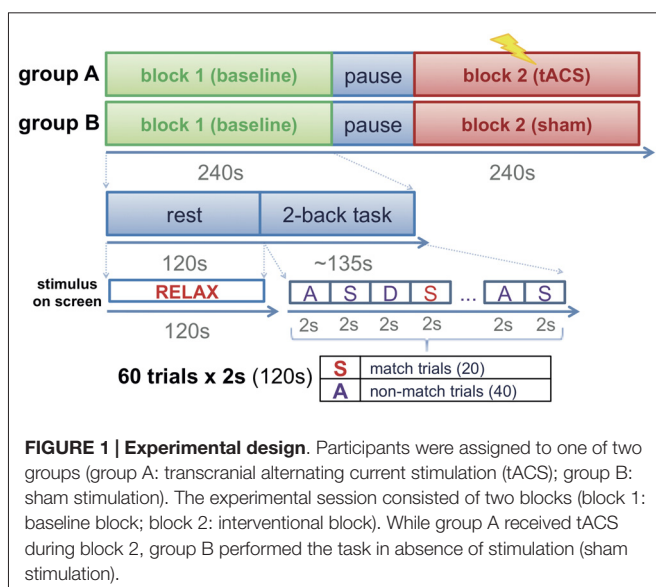 group A block 1 (baseline) pause block 2 (tACS)
group B block 1 (baseline) pause block 2 (sham)
240s 240s
rest 2-back task
120s ~135s
stimulus
on screen
RELAX A S D S ... A S
120s 2s 2s 2s 2s 2s 2s
60 trials x 2s (120s)
S match trials (20)
A non-match trials (40)
FIGURE 1 | Experimental design. Participants were assigned to one of two
groups (group A: transcranial alternating current stimulation (tACS); group B:
sham stimulation). The experimental session consisted of two blocks (block 1:
baseline block; block 2: interventional block). While group A received tACS
during block 2, group B performed the task in absence of stimulation (sham
stimulation).